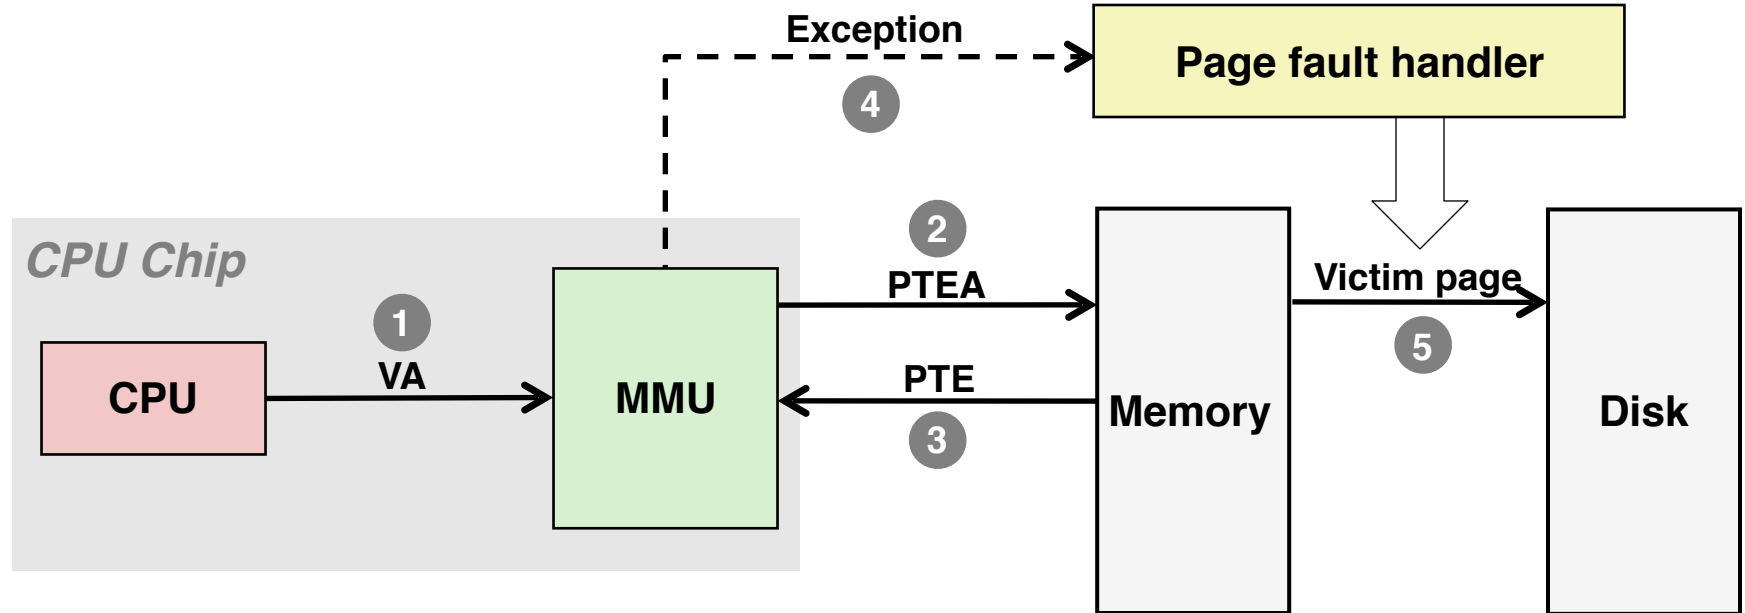 Exception
Page fault handler
4
2
CPU Chip
PTEA
Victim page
1
VA
PTE
5
CPU
MMU
Memory
Disk
3